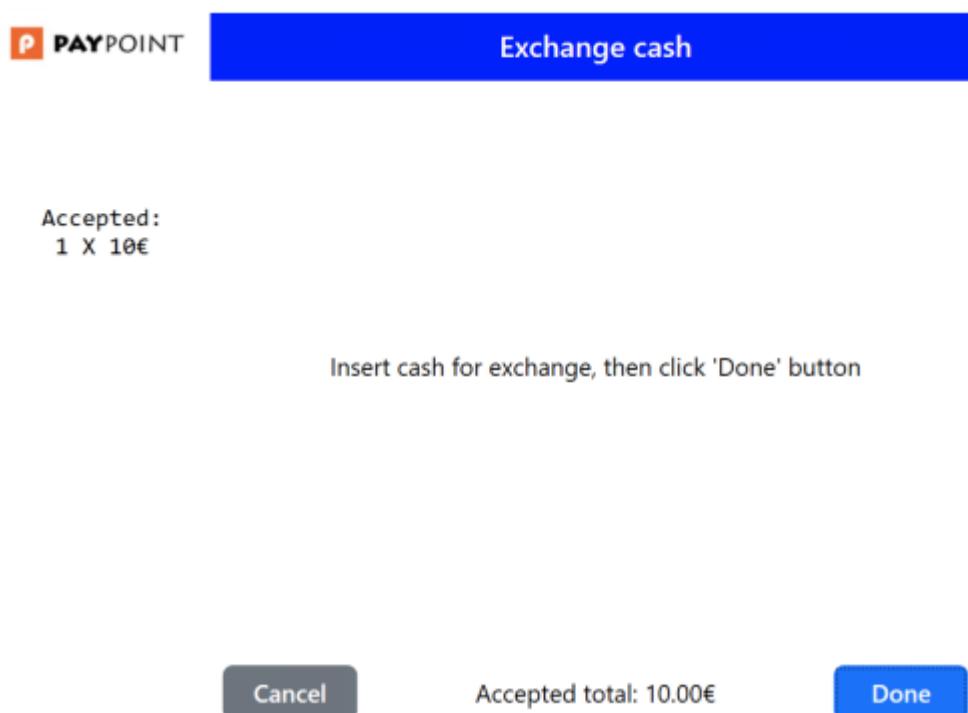 P PAYPOINT
Exchange cash
Accepted:
1 X 10€
Insert cash for exchange, then click 'Done' button
Cancel
Accepted total: 10.00€
Done